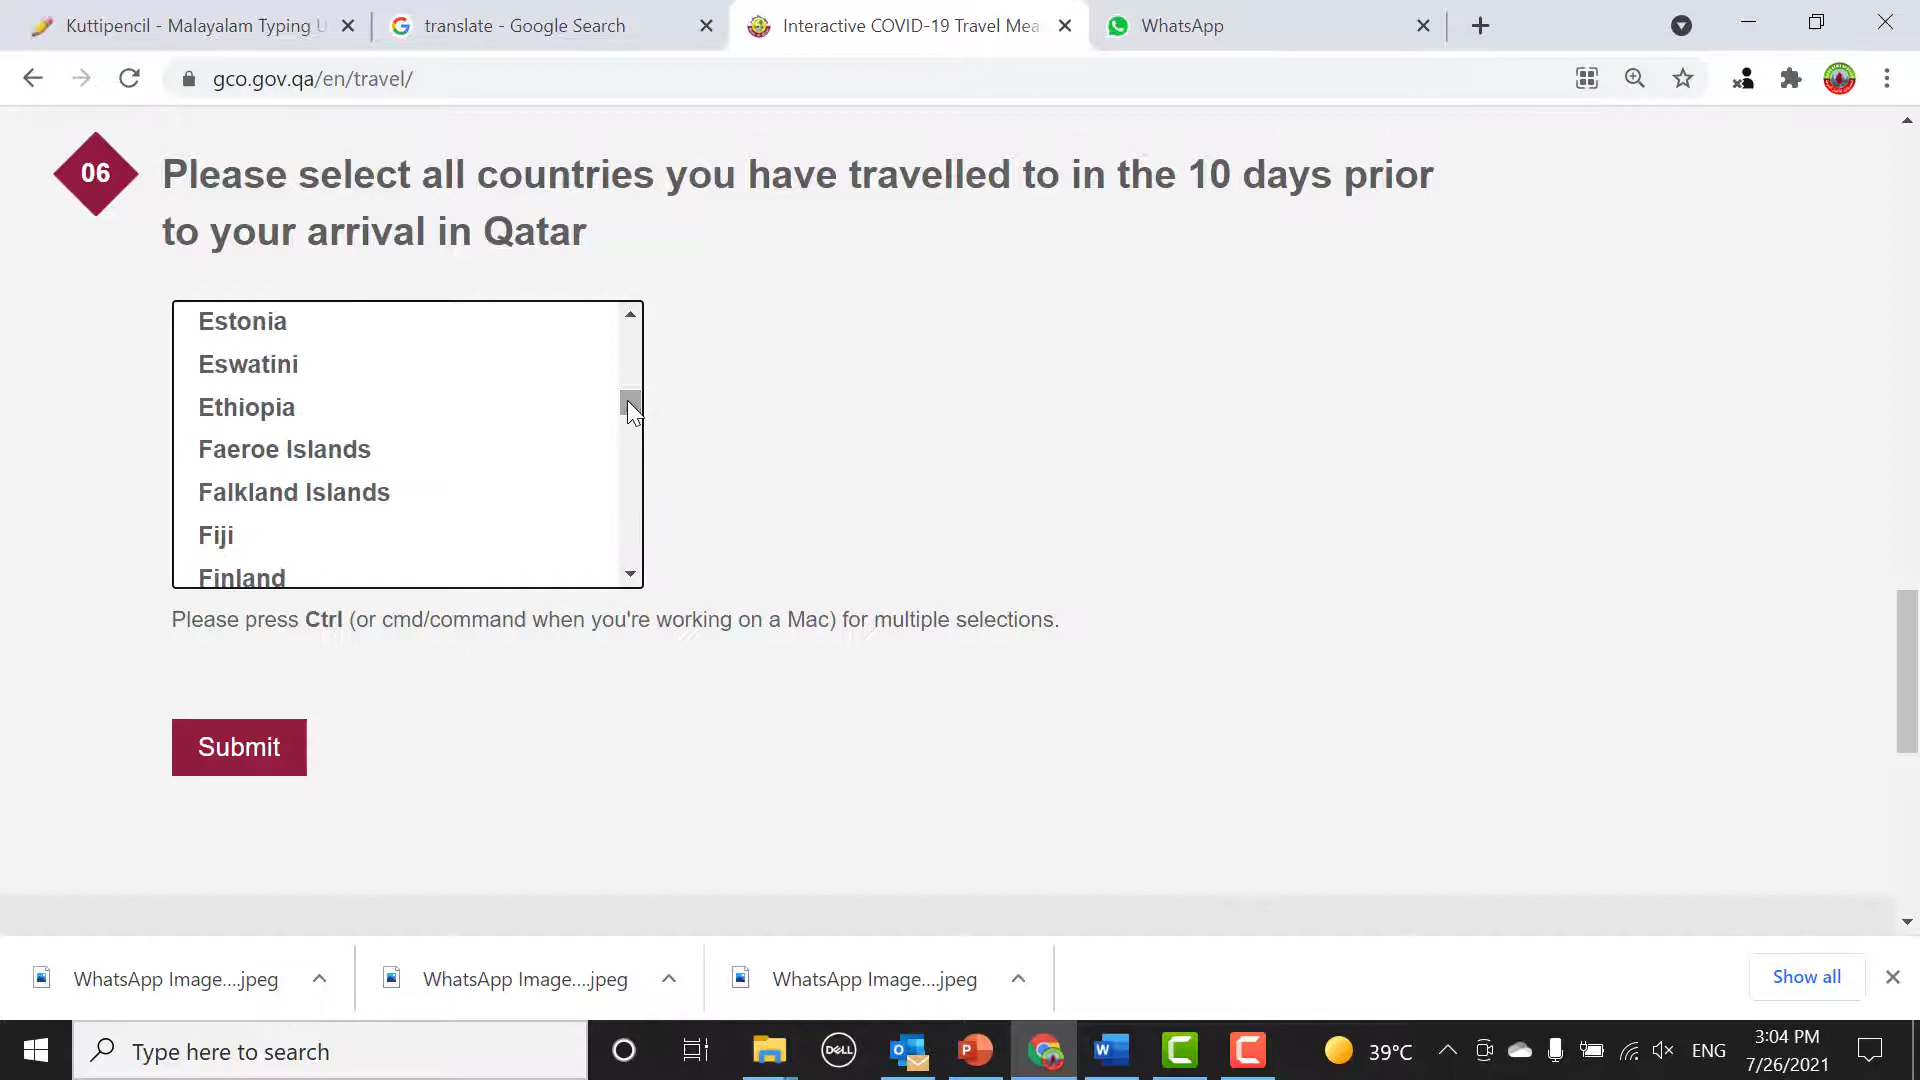 Kuttipencil - Malayalam Typing U
translate - Google Search
Interactive COVID-19 Travel Mea
WhatsApp
gco.gov.qa/en/travel/
06
Please select all countries you have travelled to in the 10 days prior
to your arrival in Qatar
Estonia
Eswatini
Ethiopia
Faeroe Islands
Falkland Islands
Fiji
Finland
Please press Ctrl (or cmd/command when you're working on a Mac) for multiple selections.
Submit
WhatsApp Image....jpeg
WhatsApp Image....jpeg
WhatsApp Image....jpeg
Show all
Type here to search
DELL
39°C
ENG
3:04 PM
7/26/2021